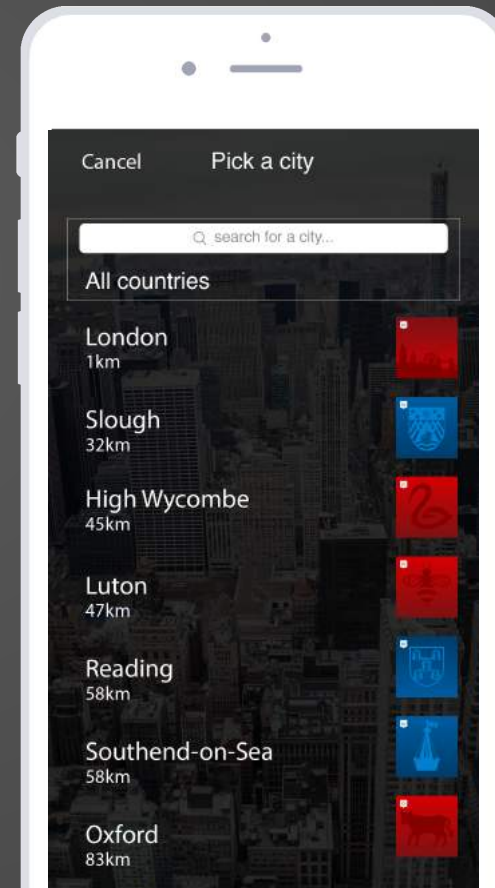 Cancel Pick a city
search for a city...
All countries
London
1km
Slough
32km
High Wycombe
45km
Luton
47km
Reading
58km
Southend-on-Sea
58km
Oxford
83km